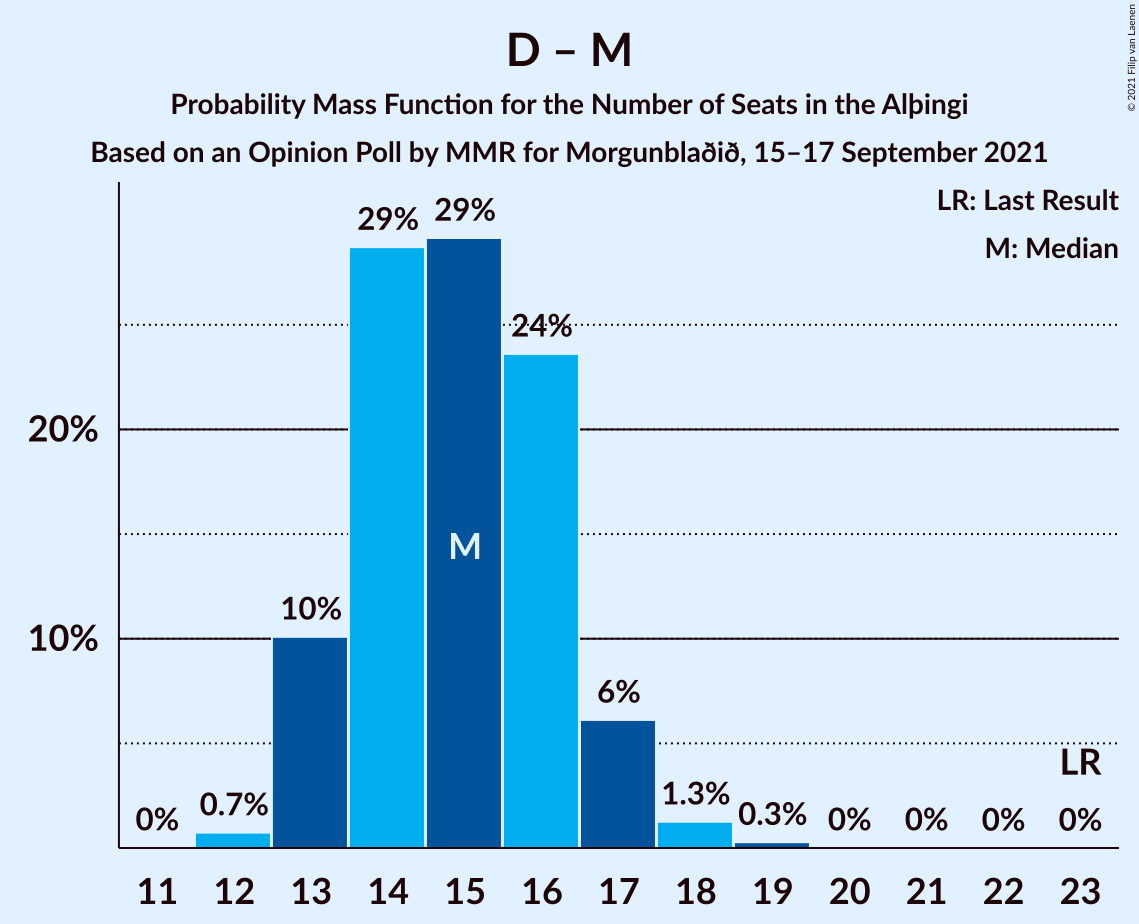 D – M
Probability Mass Function for the Number of Seats in the Alþingi
Based on an Opinion Poll by MMR for Morgunblaðið, 15–17 September 2021
© 2021 Filip van Laenen
LR: Last Result
M: Median
29%
29%
24%
20%
M
10%
10%
6%
LR
0%
0.7%
1.3%
0.3%
0%
0%
0%
0%
11 12 13 14 15 16 17 18 19 20 21 22 23